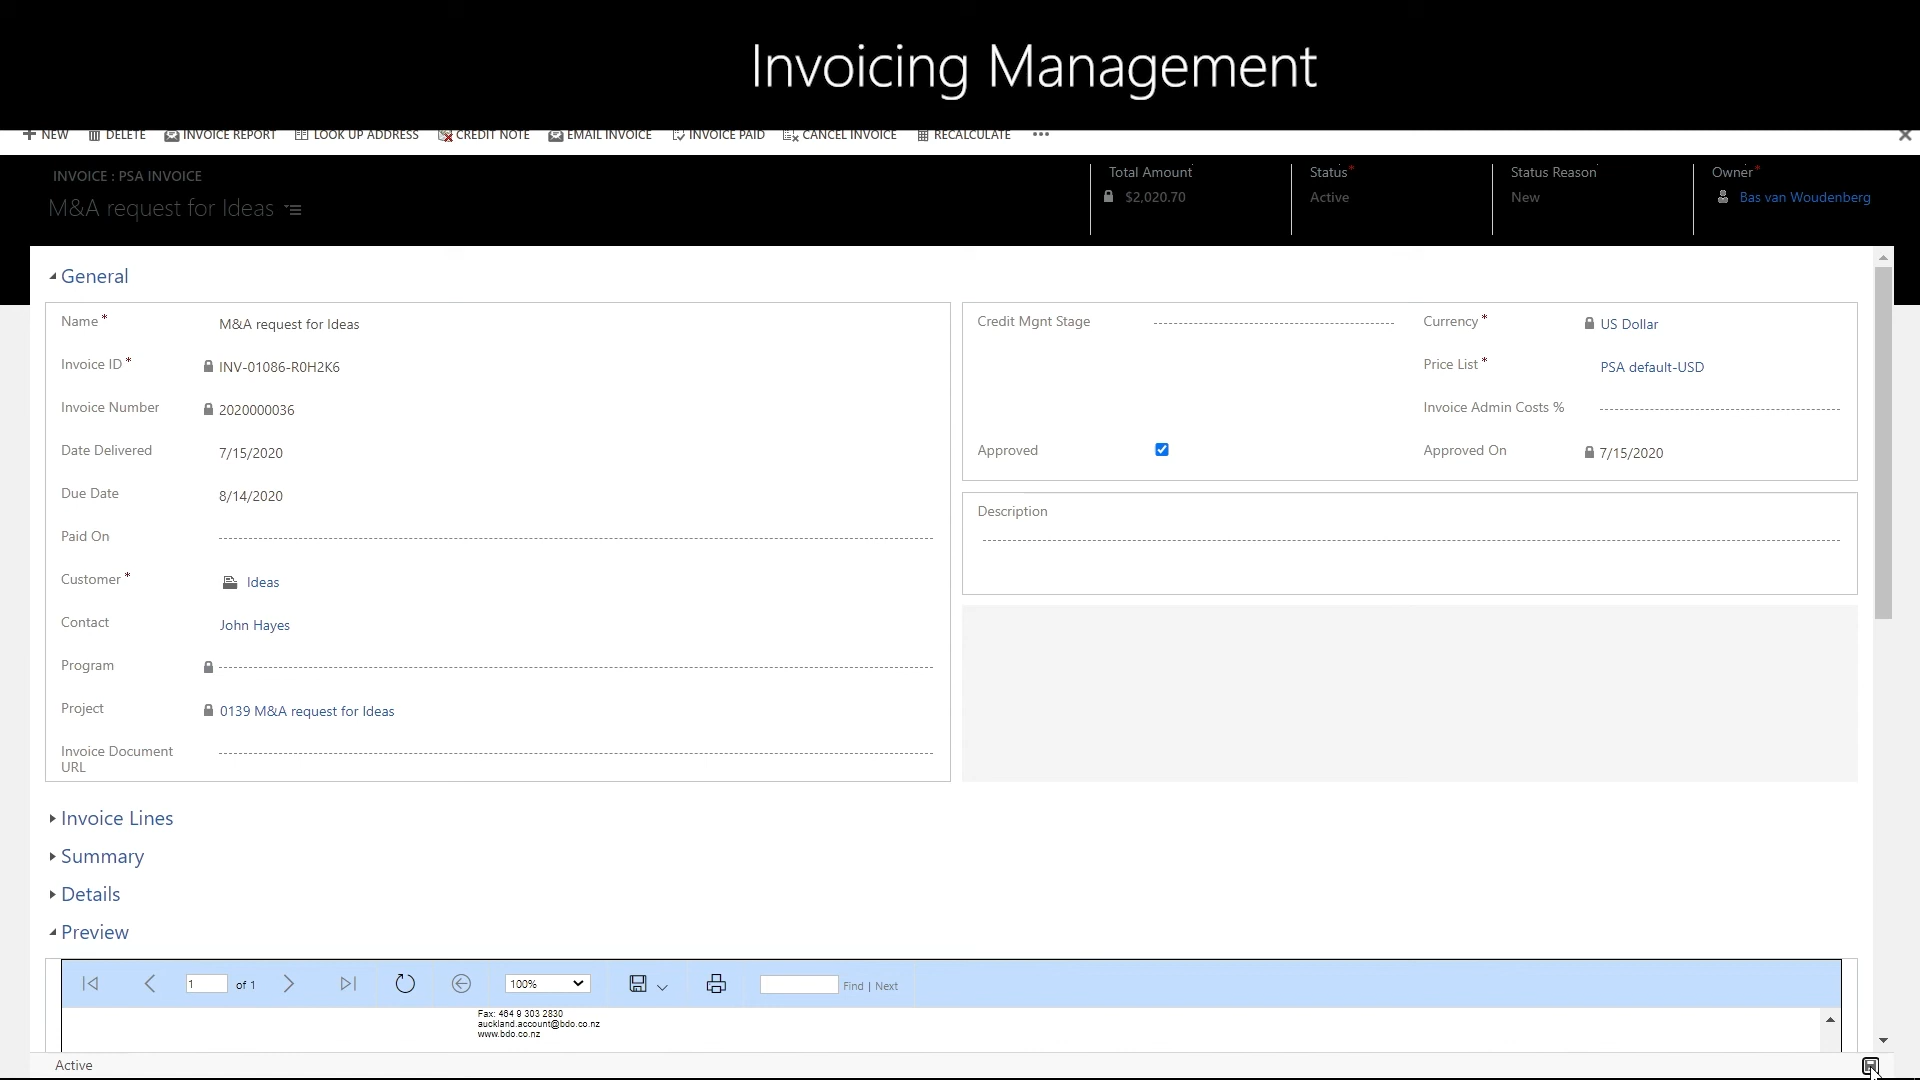 Invoicing Management
NEW DELETE INVOICE REPORT LOOK UP ADDRESS CREDIT NOTE EMAIL INVOICE INVOICE PAID CANCEL INVOICE RECALCULATE •••
INVOICE : PSA INVOICE
M&A request for Ideas
Total Amount
$2,020.70
Status*
Active
Status Reason
New
Owner*
Bas van Woudenberg
General
Name* M&A request for Ideas
Invoice ID* INV-01086-R0H2K6
Invoice Number 2020000036
Date Delivered 7/15/2020
Due Date 8/14/2020
Paid On
Customer* Ideas
Contact John Hayes
Program
Project 0139 M&A request for Ideas
Invoice Document
URL
Credit Mgnt Stage
Currency* US Dollar
Price List* PSA default-USD
Invoice Admin Costs %
Approved
Approved On 7/15/2020
Description
Invoice Lines
Summary
Details
Preview
1 of 1 100% Find | Next
Fax: 464 9 303 2830
auckland.account@bdo.co.nz
www.bdo.co.nz
Active